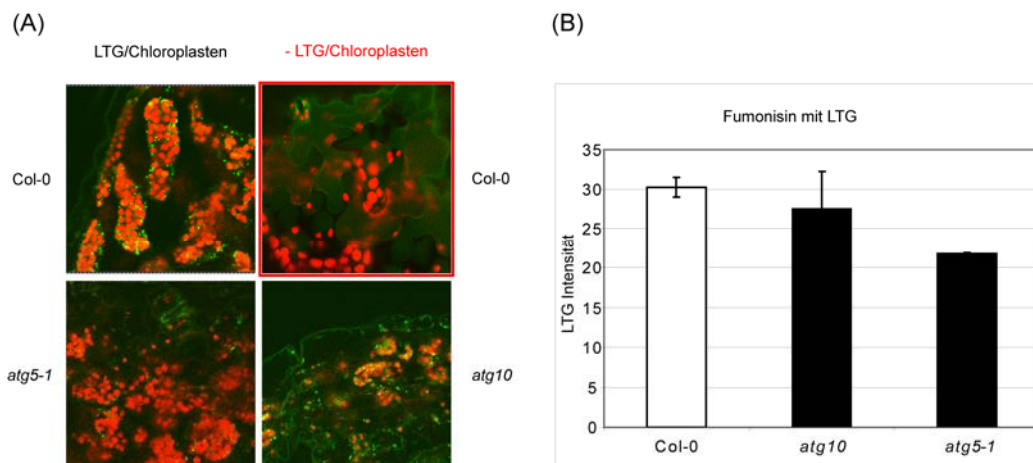 (A)
LTG/Chloroplasten
- LTG/Chloroplasten
Col-0
Col-0
atg5-1
atg10
(B)
Fumonisin mit LTG
LTG Intensität
35
30
25
20
15
10
5
0
Col-0
atg10
atg5-1